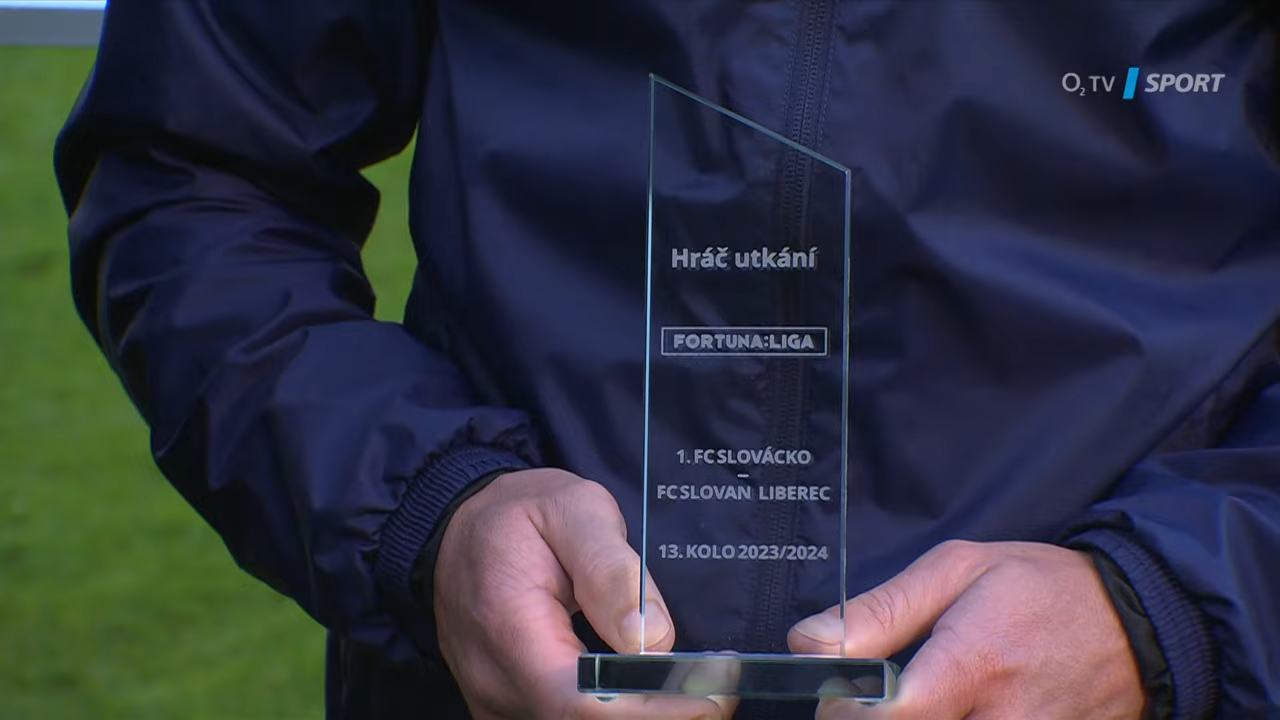 O₂ TV SPORT
Hráč utkání
FORTUNA:LIGA
1. FC SLOVÁCKO
–
FC SLOVAN LIBEREC
13. KOLO 2023/2024